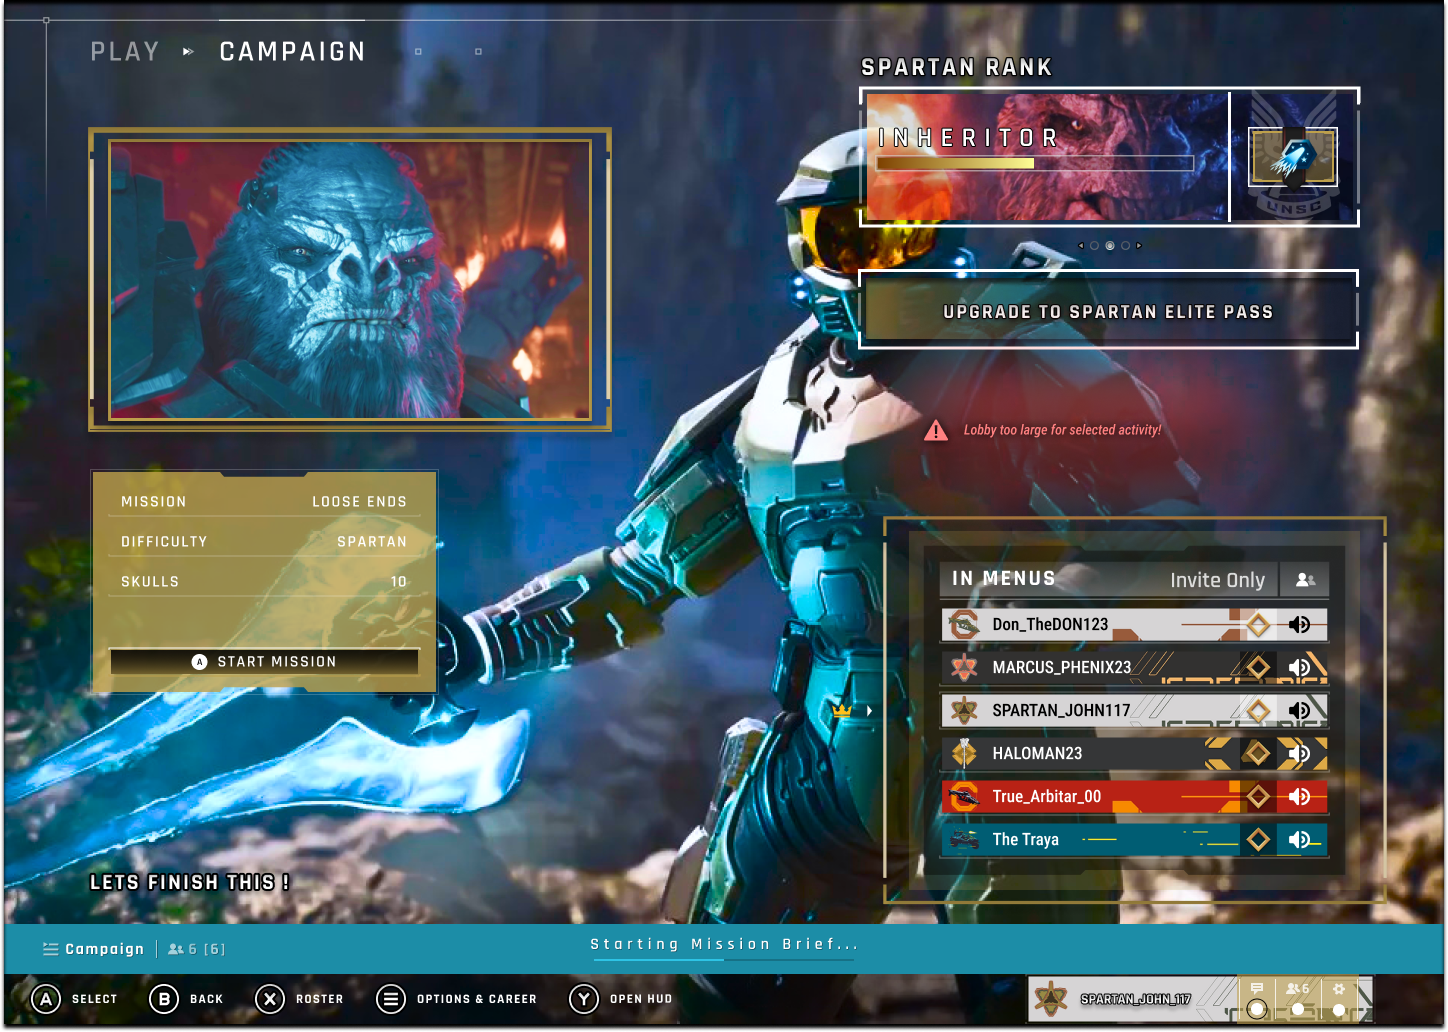 PLAY CAMPAIGN
SPARTAN RANK
INHERITOR
UNSC
UPGRADE TO SPARTAN ELITE PASS
Lobby too large for selected activity!
MISSION LOOSE ENDS
DIFFICULTY SPARTAN
SKULLS 10
A START MISSION
IN MENUS Invite Only
Don_TheDON123
MARCUS_PHENIX23
SPARTAN_JOHN117
HALOMAN23
True_Arbitar_00
The Traya
LETS FINISH THIS !
Campaign 6 [6]
Starting Mission Brief...
A SELECT B BACK X ROSTER OPTIONS & CAREER Y OPEN HUD
SPARTAN_JOHN_117 6